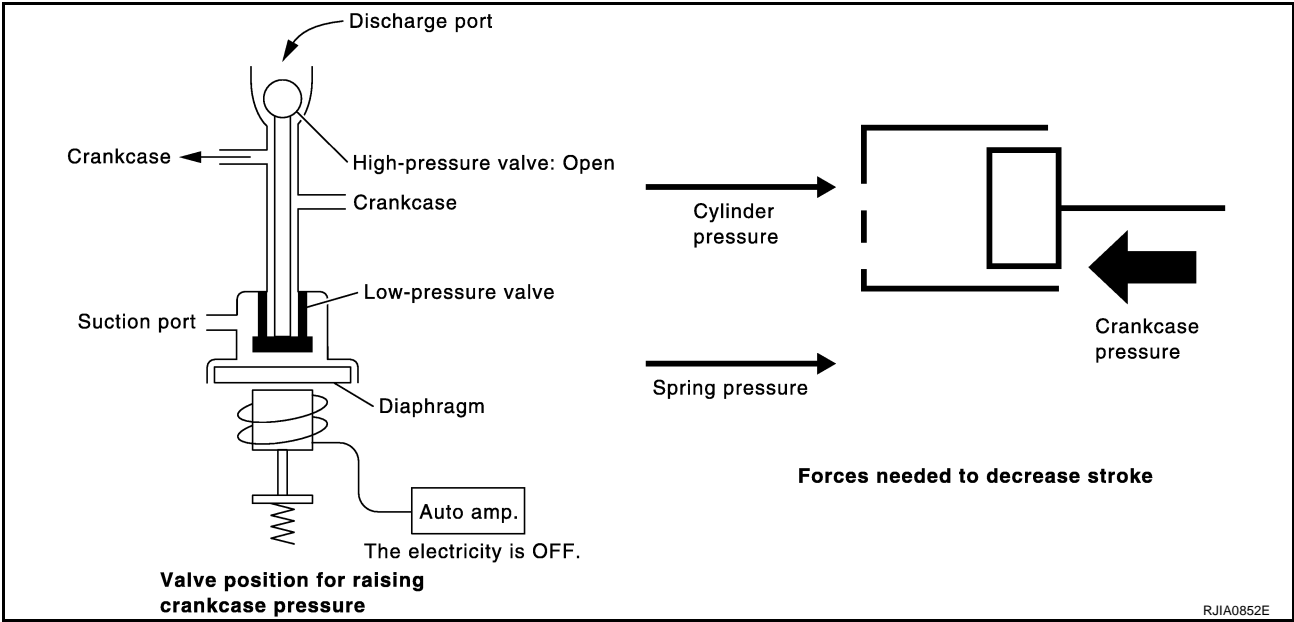 Discharge port
Crankcase
High-pressure valve: Open
Crankcase
Low-pressure valve
Suction port
Diaphragm
Auto amp.
The electricity is OFF.
Valve position for raising
crankcase pressure
Cylinder
pressure
Crankcase
pressure
Spring pressure
Forces needed to decrease stroke
RJIA0852E